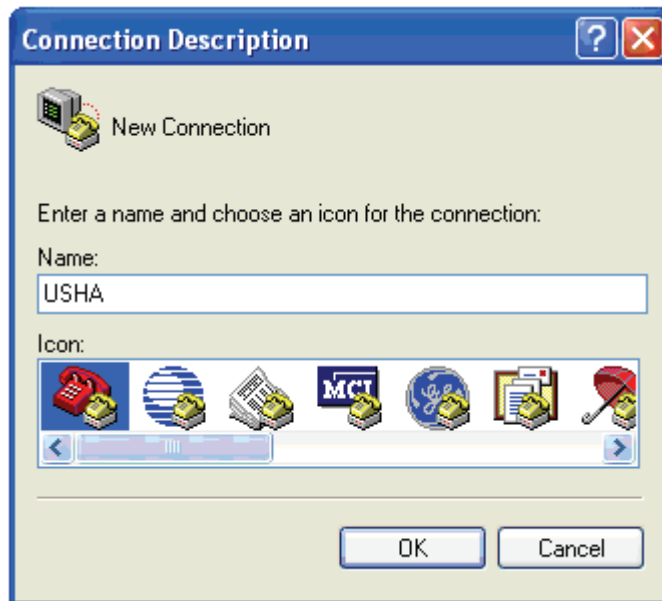 Connection Description
New Connection
Enter a name and choose an icon for the connection:
Name:
USHA
Icon:
MCI
OK
Cancel